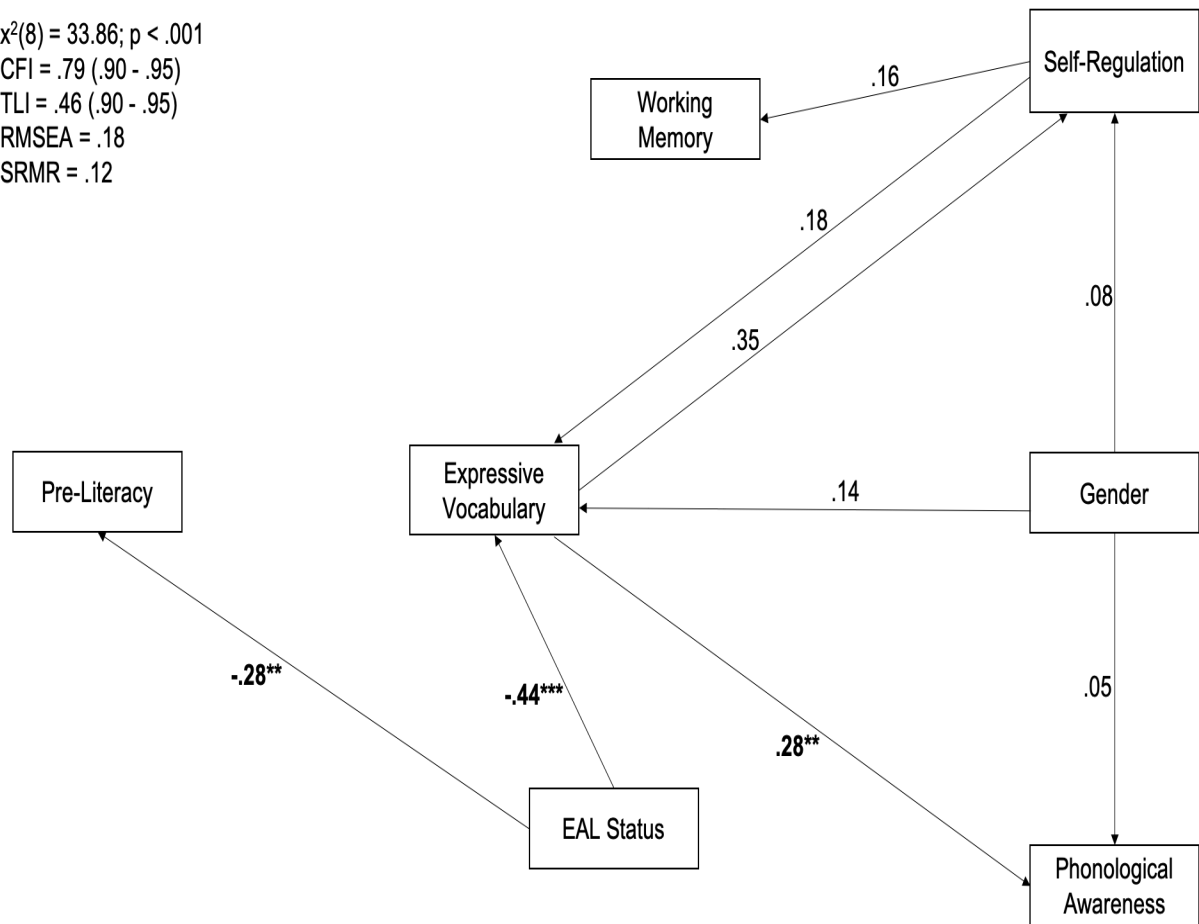 x²(8) = 33.86; p < .001
CFI = .79 (.90 - .95)
TLI = .46 (.90 - .95)
RMSEA = .18
SRMR = .12
Self-Regulation
Working
Memory
.16
.18
.08
.35
Pre-Literacy
Expressive
Vocabulary
.14
Gender
-.28**
-.44***
.28**
.05
EAL Status
Phonological
Awareness